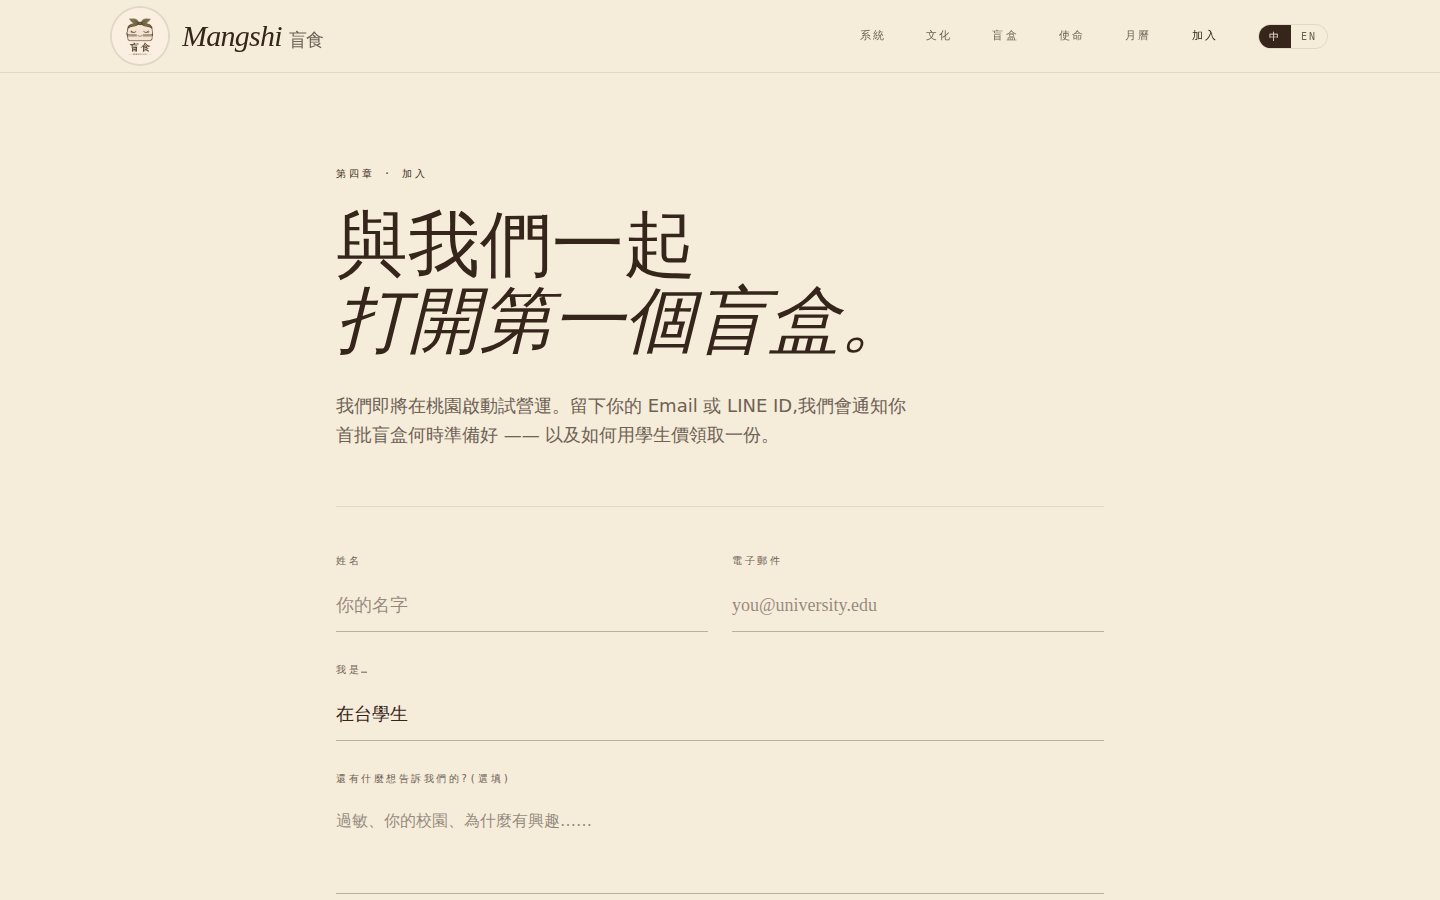 盲食
Mangshi 盲食
系統
文化
盲盒
使命
月曆
加入
中
EN
第四章 · 加入
與我們一起
打開第一個盲盒。
我們即將在桃園啟動試營運。留下你的 Email 或 LINE ID,我們會通知你
首批盲盒何時準備好 —— 以及如何用學生價領取一份。
姓名
電子郵件
你的名字
you@university.edu
我是…
在台學生
還有什麼想告訴我們的?(選填)
過敏、你的校園、為什麼有興趣……